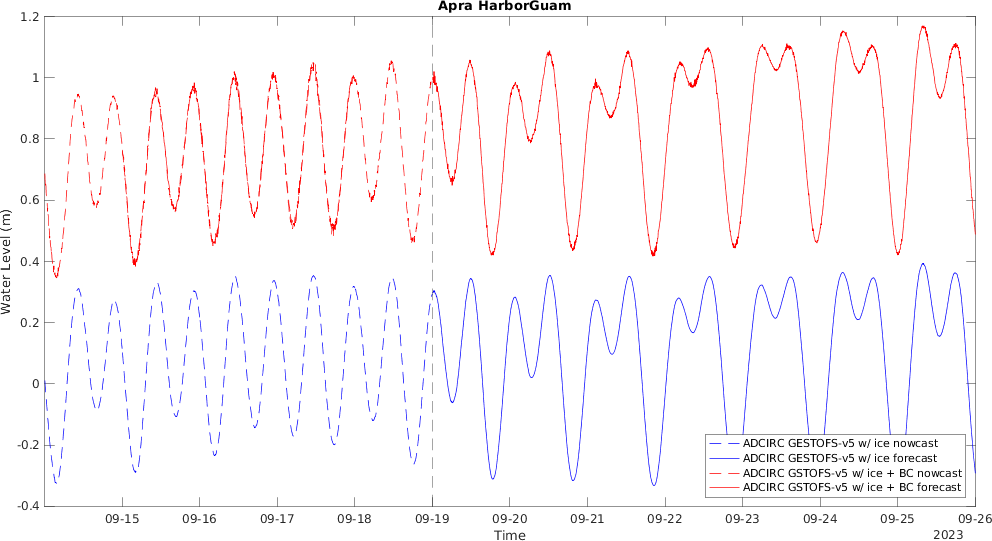 Apra HarborGuam
Water Level (m)
1.2
1
0.8
0.6
0.4
0.2
0
-0.2
-0.4
ADCIRC GESTOFS-v5 w/ ice nowcast
ADCIRC GESTOFS-v5 w/ ice forecast
ADCIRC GSTOFS-v5 w/ ice + BC nowcast
ADCIRC GSTOFS-v5 w/ ice + BC forecast
09-15 09-16 09-17 09-18 09-19 09-20 09-21 09-22 09-23 09-24 09-25 09-26
Time
2023